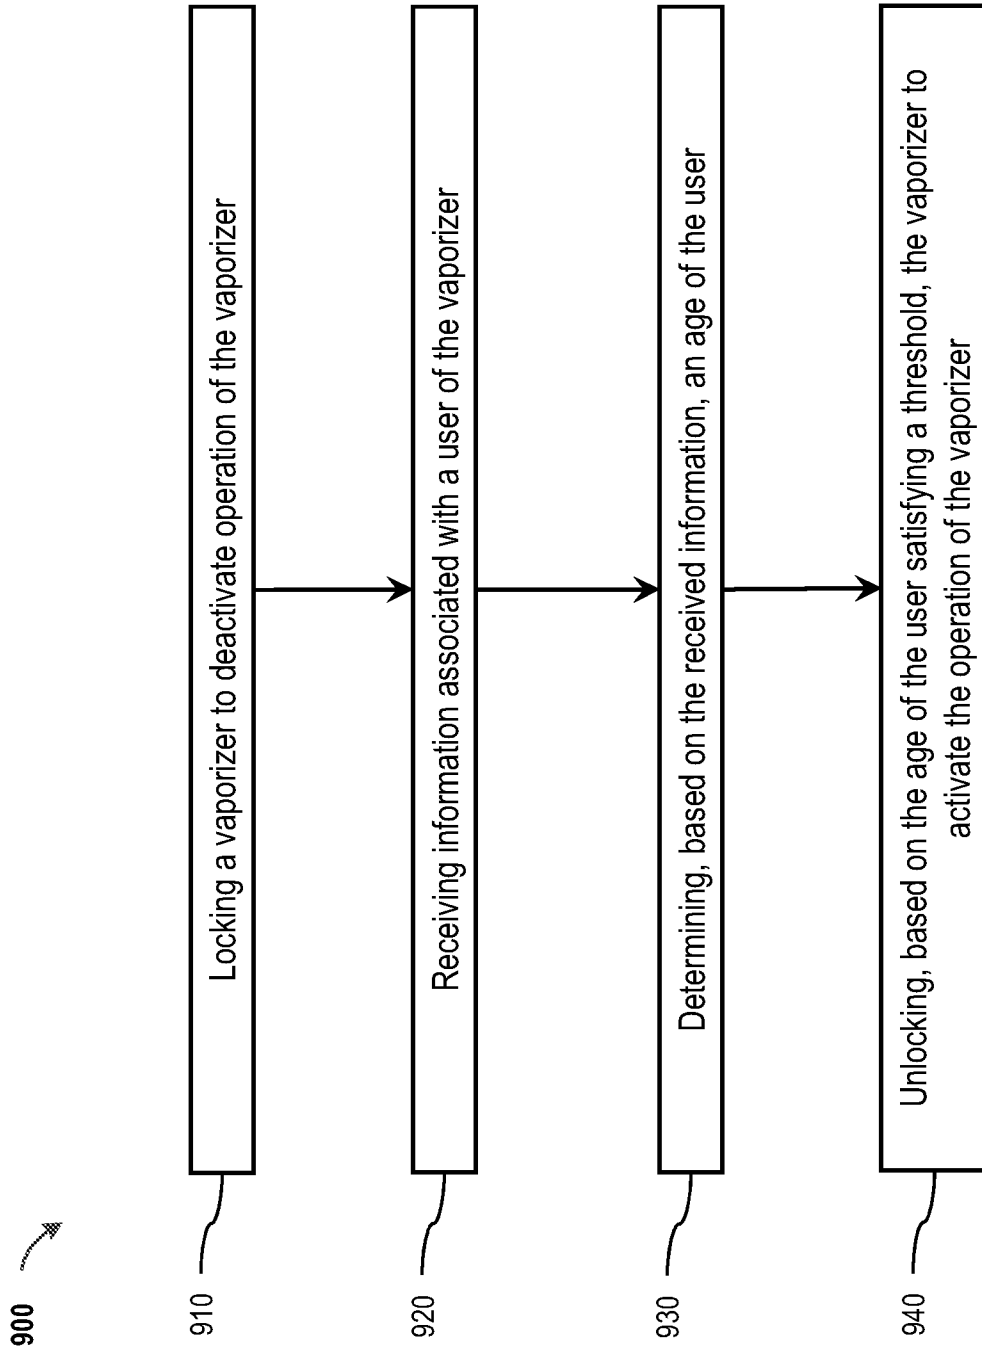 900
910
Locking a vaporizer to deactivate operation of the vaporizer
920
Receiving information associated with a user of the vaporizer
930
Determining, based on the received information, an age of the user
940
Unlocking, based on the age of the user satisfying a threshold, the vaporizer to
activate the operation of the vaporizer